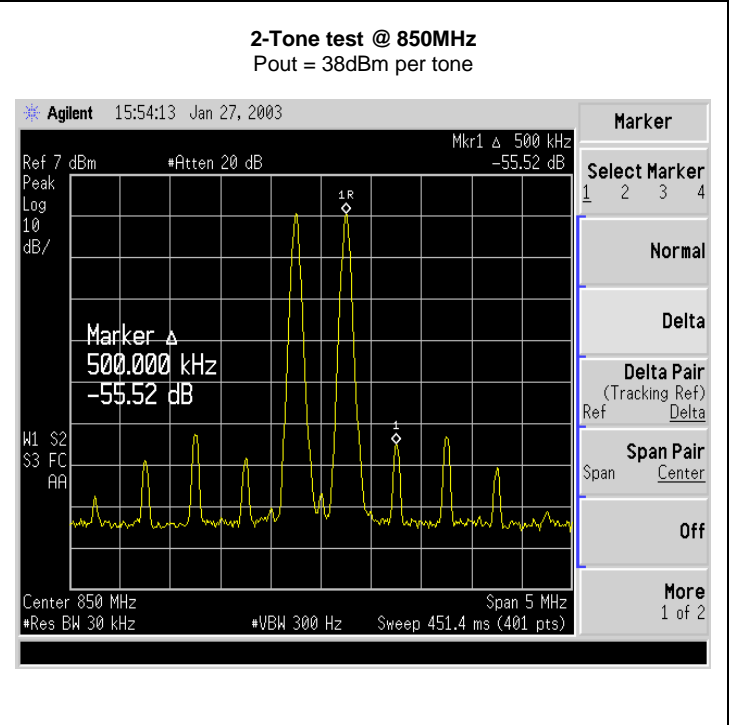 2-Tone test @ 850MHz
Pout = 38dBm per tone
Agilent 15:54:13 Jan 27, 2003
Mkr1 Δ 500 kHz
Ref 7 dBm #Atten 20 dB -55.52 dB
Peak
Log
10
dB/
1R
Marker Δ
500.000 kHz
-55.52 dB
1
W1 S2
S3 FC
AA
Center 850 MHz Span 5 MHz
#Res BW 30 kHz #VBW 300 Hz Sweep 451.4 ms (401 pts)
Marker
Select Marker
1 2 3 4
Normal
Delta
Delta Pair
(Tracking Ref)
Ref Delta
Span Pair
Span Center
Off
More
1 of 2